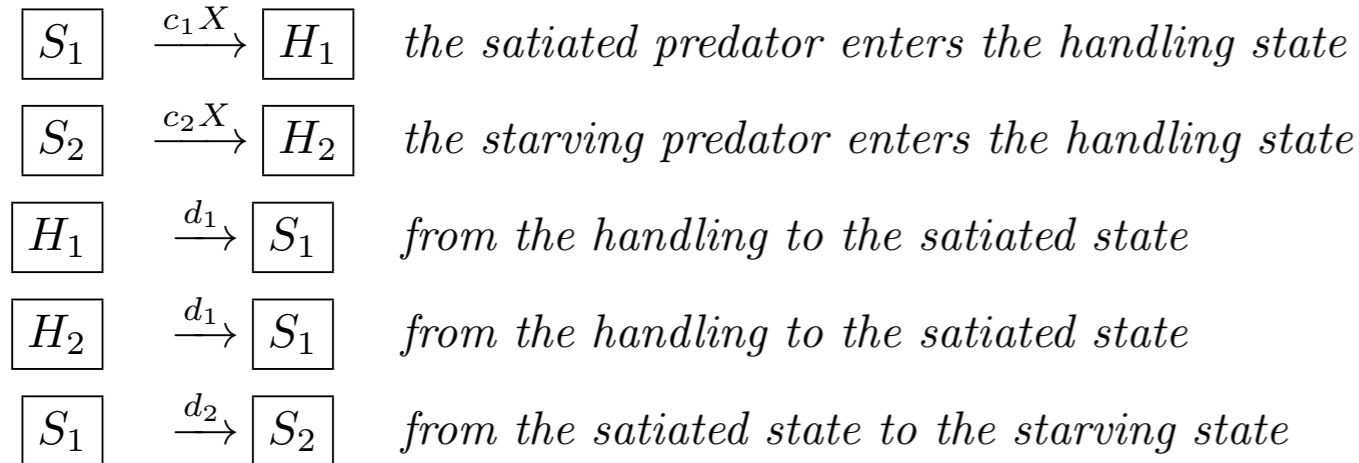 S₁ c₁X → H₁ the satiated predator enters the handling state
S₂ c₂X → H₂ the starving predator enters the handling state
H₁ d₁ → S₁ from the handling to the satiated state
H₂ d₁ → S₁ from the handling to the satiated state
S₁ d₂ → S₂ from the satiated state to the starving state